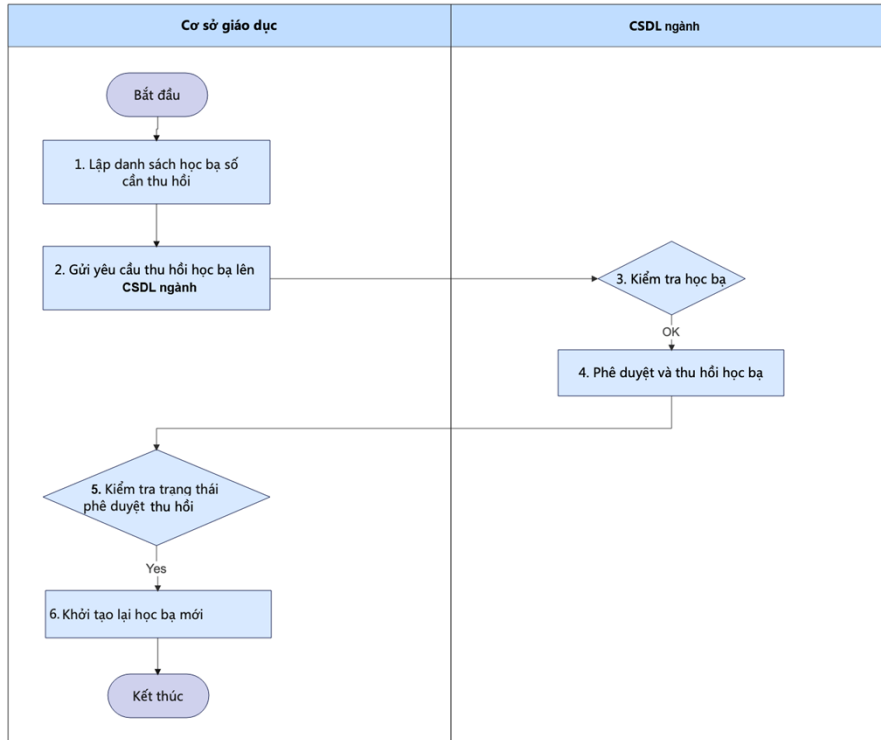 Cơ sở giáo dục
CSDL ngành
Bắt đầu
1. Lập danh sách học bạ số
cần thu hồi
2. Gửi yêu cầu thu hồi học bạ lên
CSDL ngành
3. Kiểm tra học bạ
OK
4. Phê duyệt và thu hồi học bạ
5. Kiểm tra trạng thái
phê duyệt thu hồi
Yes
6. Khởi tạo lại học bạ mới
Kết thúc